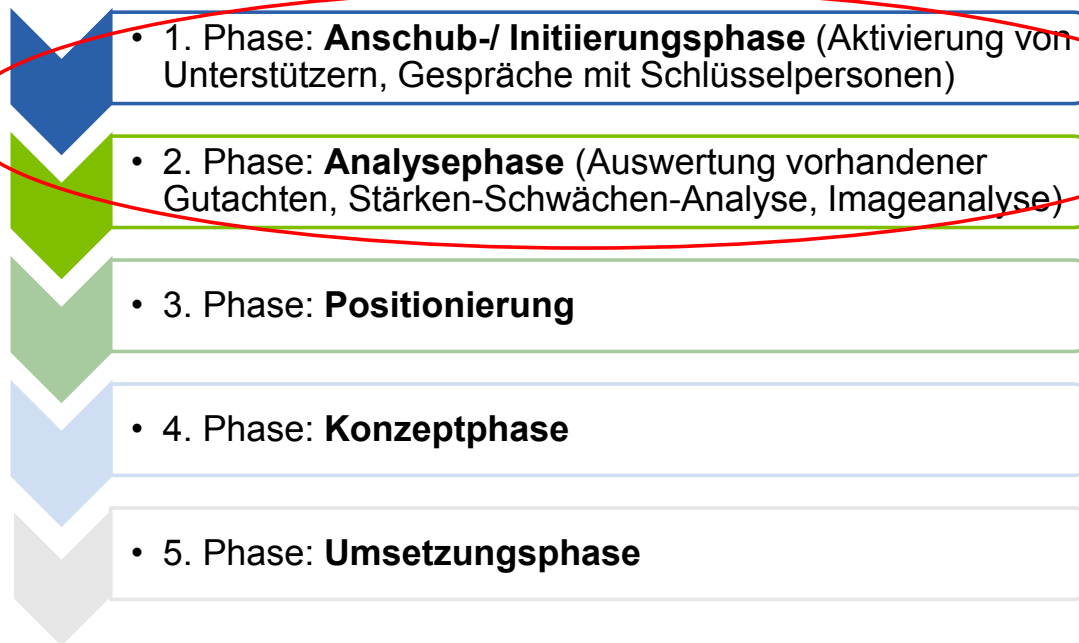 • 1. Phase: Anschub-/ Initiierungsphase (Aktivierung von
Unterstützern, Gespräche mit Schlüsselpersonen)
• 2. Phase: Analysephase (Auswertung vorhandener
Gutachten, Stärken-Schwächen-Analyse, Imageanalyse)
• 3. Phase: Positionierung
• 4. Phase: Konzeptphase
• 5. Phase: Umsetzungsphase